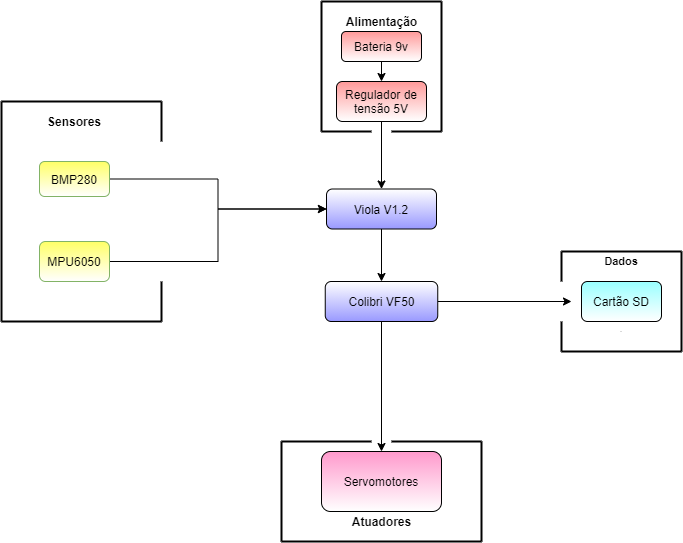 Alimentação
Bateria 9v
Regulador de
tensão 5V
Sensores
BMP280
MPU6050
Viola V1.2
Colibri VF50
Dados
Cartão SD
Servomotores
Atuadores